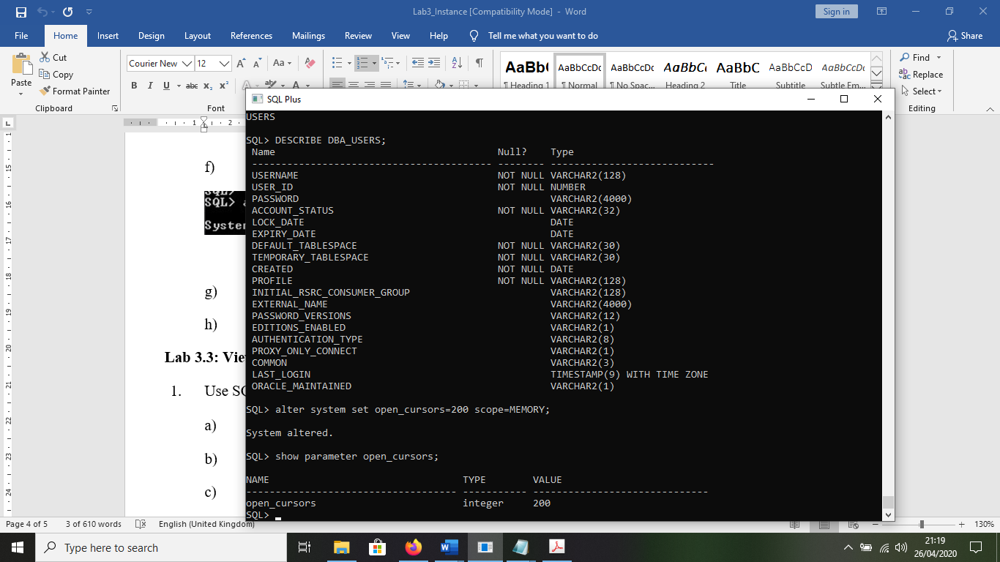 Lab3_Instance [Compatibility Mode] - Word
Sign in
File Home Insert Design Layout References Mailings Review View Help Tell me what you want to do Share
Paste
Cut
Copy
Format Painter
Clipboard
Courier New 12
Font
AaBbC
¶ Heading 1
AaBbCcDc
¶ Normal
AaBbCcDc
¶ No Spac...
AaBbCc
Heading 2
AaBbC
Title
AaBbCcD
Subtitle
AaBbCcDc
Subtle Em...
Find
Replace
Select
Editing
f)
SQL>
SQL> a
System
g)
h)
Lab 3.3: Vie
1. Use SQ
a)
b)
c)
SQL Plus
USERS
SQL> DESCRIBE DBA_USERS;
Name Null? Type
----------------------------------------- -------- ----------------------------
USERNAME NOT NULL VARCHAR2(128)
USER_ID NOT NULL NUMBER
PASSWORD VARCHAR2(4000)
ACCOUNT_STATUS NOT NULL VARCHAR2(32)
LOCK_DATE DATE
EXPIRY_DATE DATE
DEFAULT_TABLESPACE NOT NULL VARCHAR2(30)
TEMPORARY_TABLESPACE NOT NULL VARCHAR2(30)
CREATED NOT NULL DATE
PROFILE NOT NULL VARCHAR2(128)
INITIAL_RSRC_CONSUMER_GROUP VARCHAR2(128)
EXTERNAL_NAME VARCHAR2(4000)
PASSWORD_VERSIONS VARCHAR2(12)
EDITIONS_ENABLED VARCHAR2(1)
AUTHENTICATION_TYPE VARCHAR2(8)
PROXY_ONLY_CONNECT VARCHAR2(1)
COMMON VARCHAR2(3)
LAST_LOGIN TIMESTAMP(9) WITH TIME ZONE
ORACLE_MAINTAINED VARCHAR2(1)
SQL> alter system set open_cursors=200 scope=MEMORY;
System altered.
SQL> show parameter open_cursors;
NAME TYPE VALUE
------------------------------------ ----------- ------------------------------
open_cursors integer 200
SQL>
Page 4 of 5 3 of 610 words English (United Kingdom) 130%
Type here to search
21:19
26/04/2020